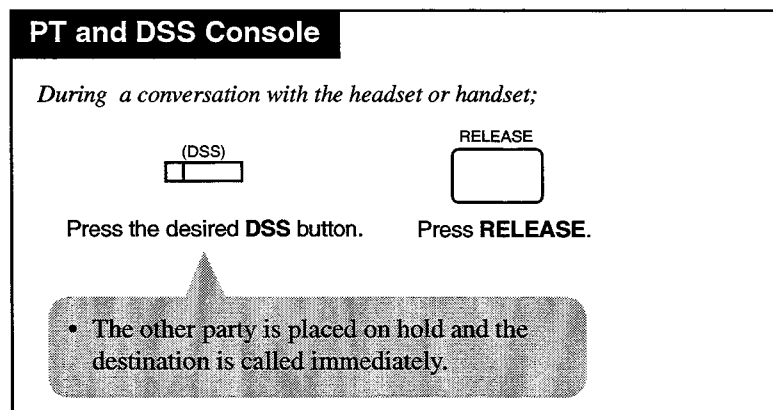 PT and DSS Console
During a conversation with the headset or handset;
(DSS)
RELEASE
Press the desired DSS button.
Press RELEASE.
• The other party is placed on hold and the
destination is called immediately.